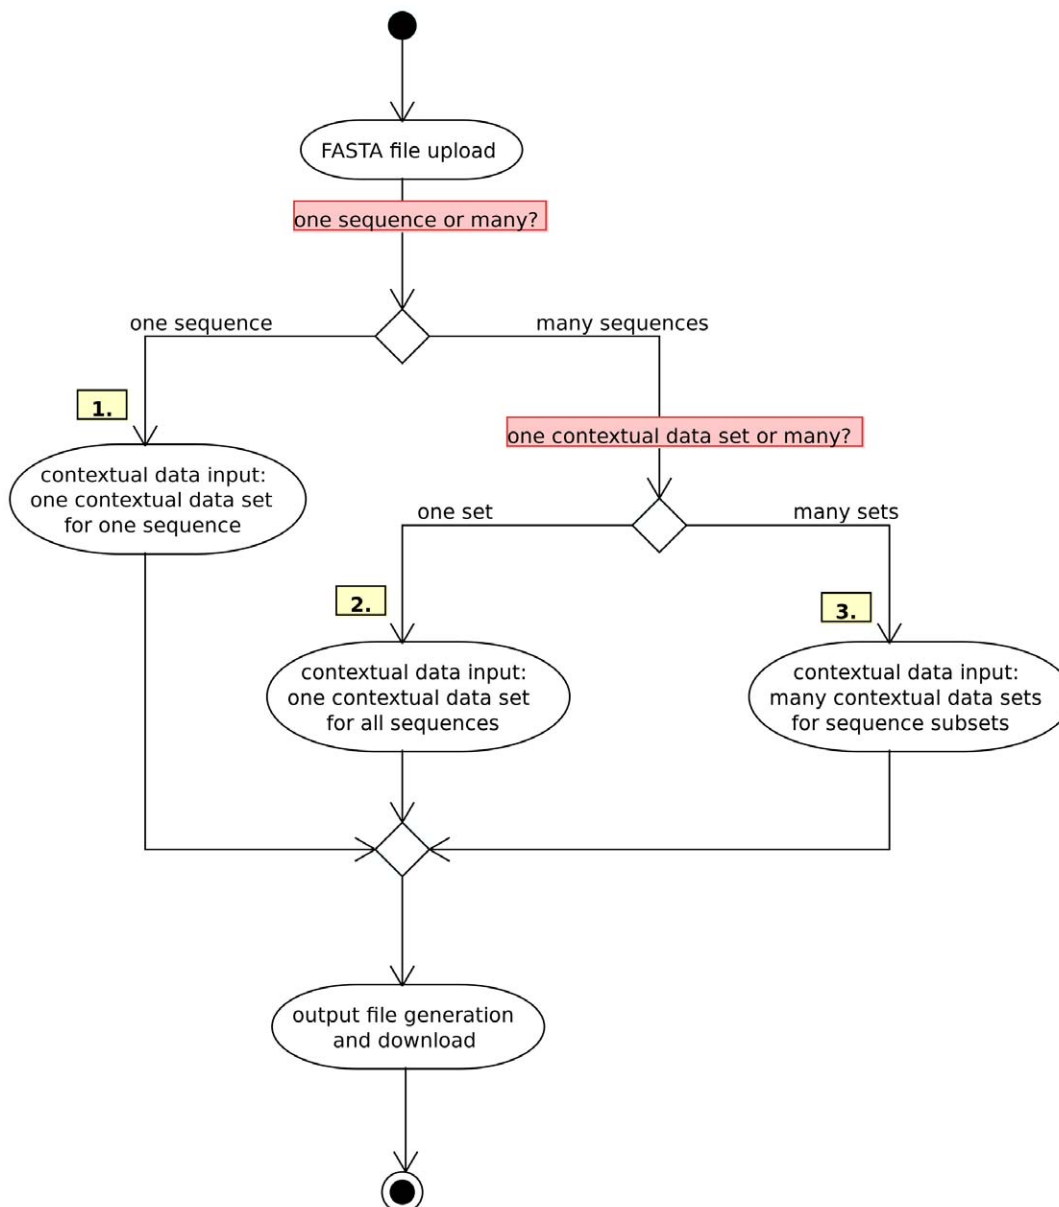 FASTA file upload
one sequence or many?
one sequence
many sequences
1.
one contextual data set or many?
contextual data input:
one contextual data set
for one sequence
one set
many sets
2.
3.
contextual data input:
one contextual data set
for all sequences
contextual data input:
many contextual data sets
for sequence subsets
output file generation
and download